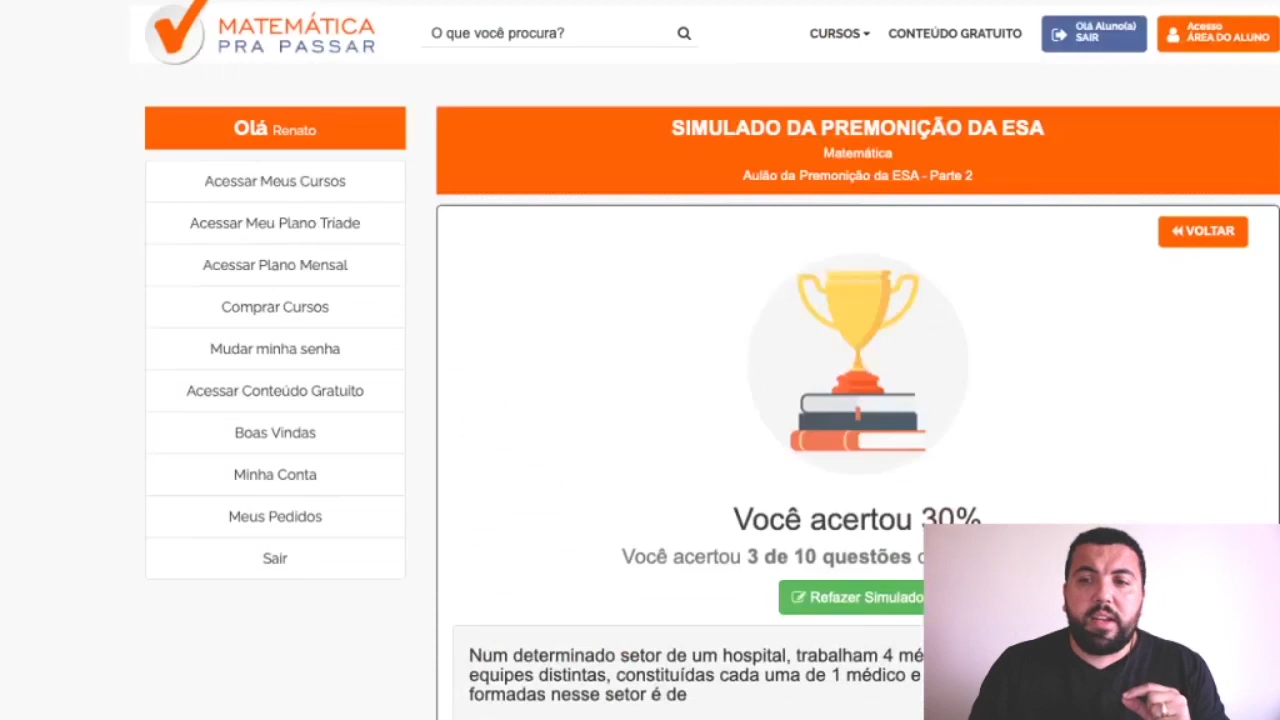 MATEMÁTICA
PRA PASSAR
O que você procura?
CURSOS
CONTEÚDO GRATUITO
Olá Aluno(a)
SAIR
Acesso
ÁREA DO ALUNO
Olá Renato
Acessar Meus Cursos
Acessar Meu Plano Tríade
Acessar Plano Mensal
Comprar Cursos
Mudar minha senha
Acessar Conteúdo Gratuito
Boas Vindas
Minha Conta
Meus Pedidos
Sair
SIMULADO DA PREMONIÇÃO DA ESA
Matemática
Aulão da Premonição da ESA - Parte 2
VOLTAR
Você acertou 30%
Você acertou 3 de 10 questões
Refazer Simulado
Num determinado setor de um hospital, trabalham 4
equipes distintas, constituídas cada uma de 1 médico e
formadas nesse setor é de